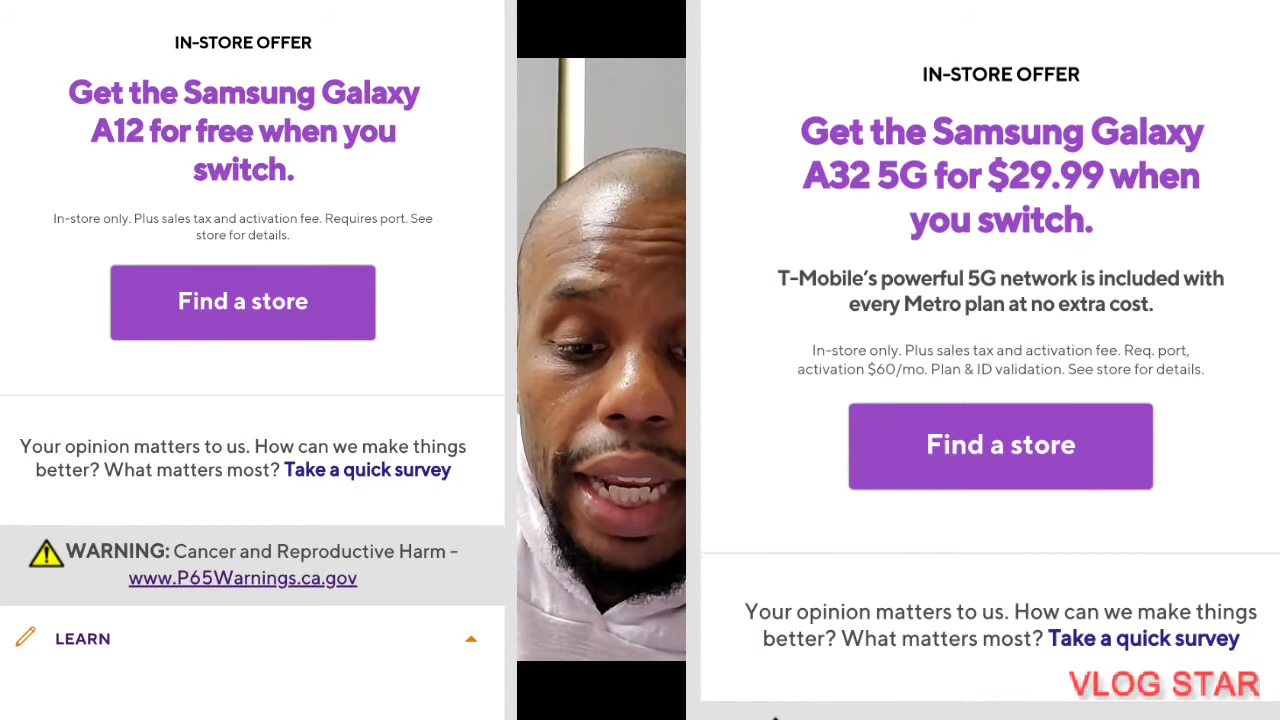 IN-STORE OFFER
Get the Samsung Galaxy
A12 for free when you
switch.
In-store only. Plus sales tax and activation fee. Requires port. See
store for details.
Find a store
Your opinion matters to us. How can we make things
better? What matters most? Take a quick survey
WARNING: Cancer and Reproductive Harm -
www.P65Warnings.ca.gov
LEARN
IN-STORE OFFER
Get the Samsung Galaxy
A32 5G for $29.99 when
you switch.
T-Mobile's powerful 5G network is included with
every Metro plan at no extra cost.
In-store only. Plus sales tax and activation fee. Req. port,
activation $60/mo. Plan & ID validation. See store for details.
Find a store
Your opinion matters to us. How can we make things
better? What matters most? Take a quick survey
VLOG STAR